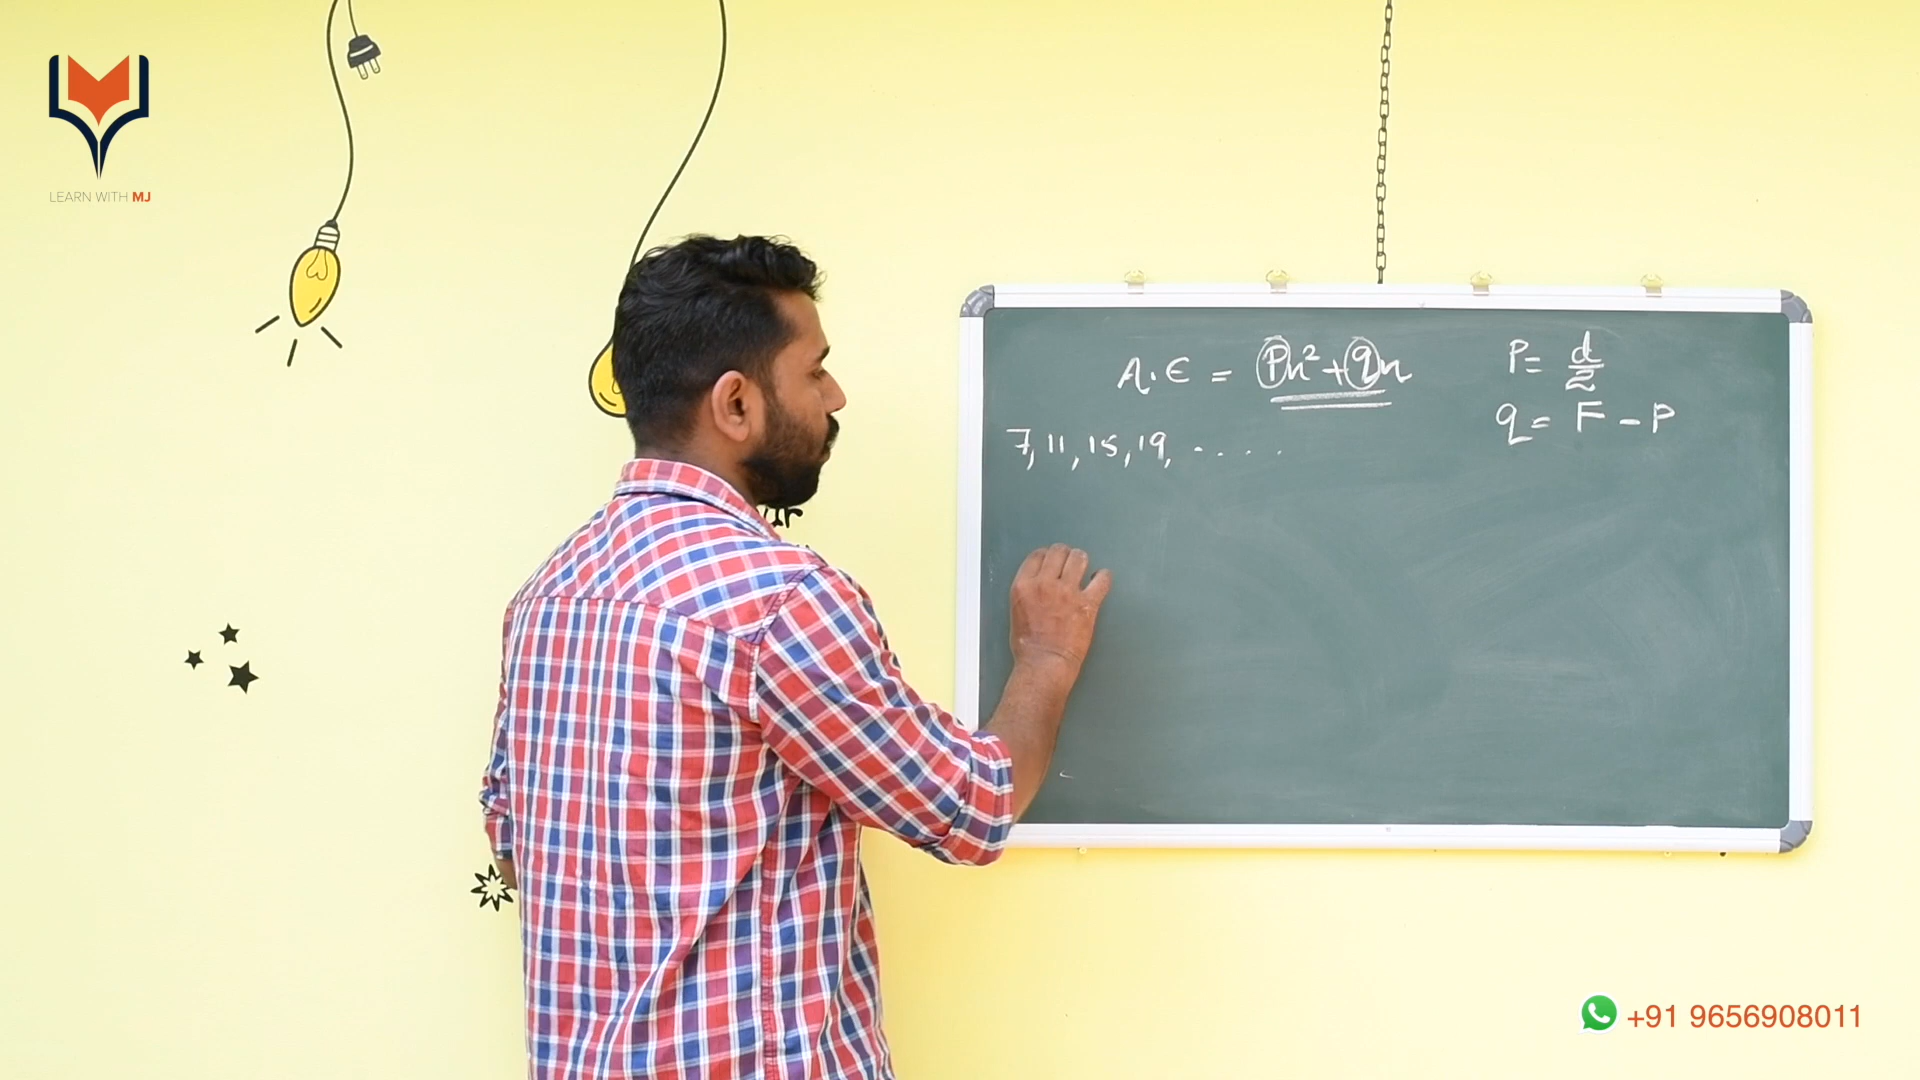 LEARN WITH MJ
A.E = Pn² + qn
P = d/2
q = F - P
7, 11, 15, 19, . . . .
+91 9656908011